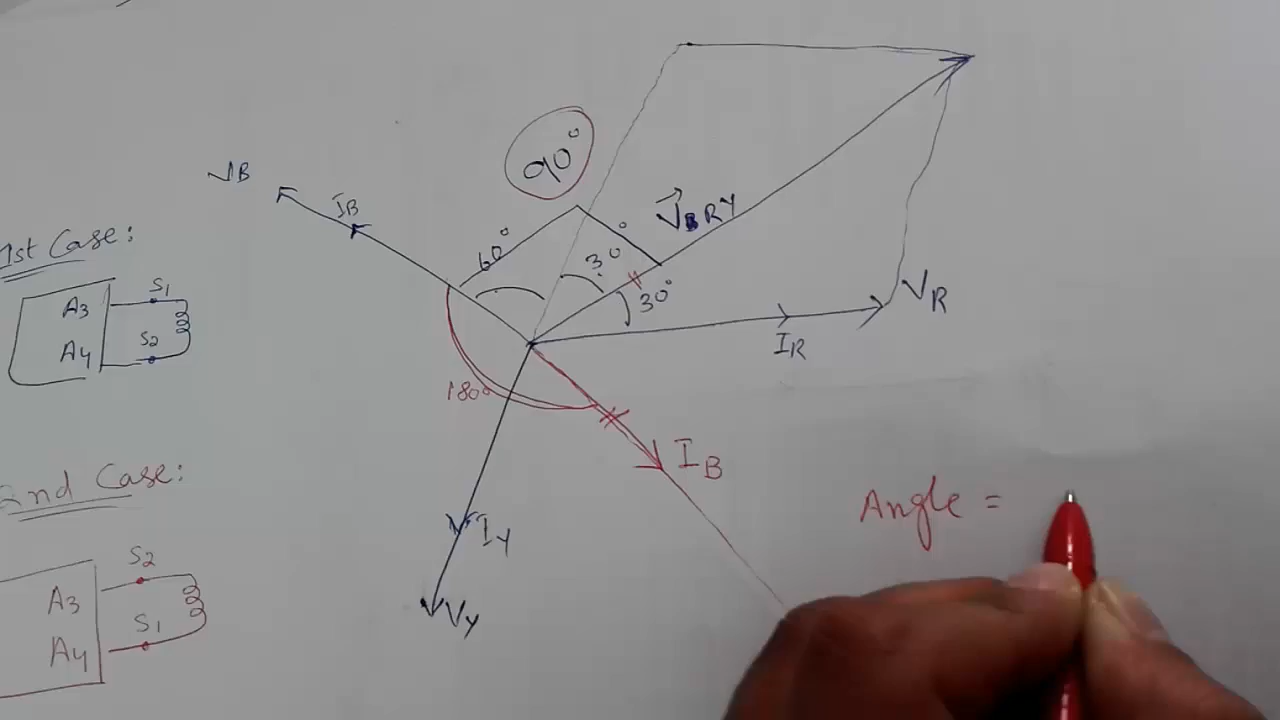 90°
VB
IB
60°
30°
VBRY
30°
VR
IR
180°
IB
IY
VY
Angle =
1st Case:
A3
S1
A4
S2
2nd Case:
A3
S2
A4
S1